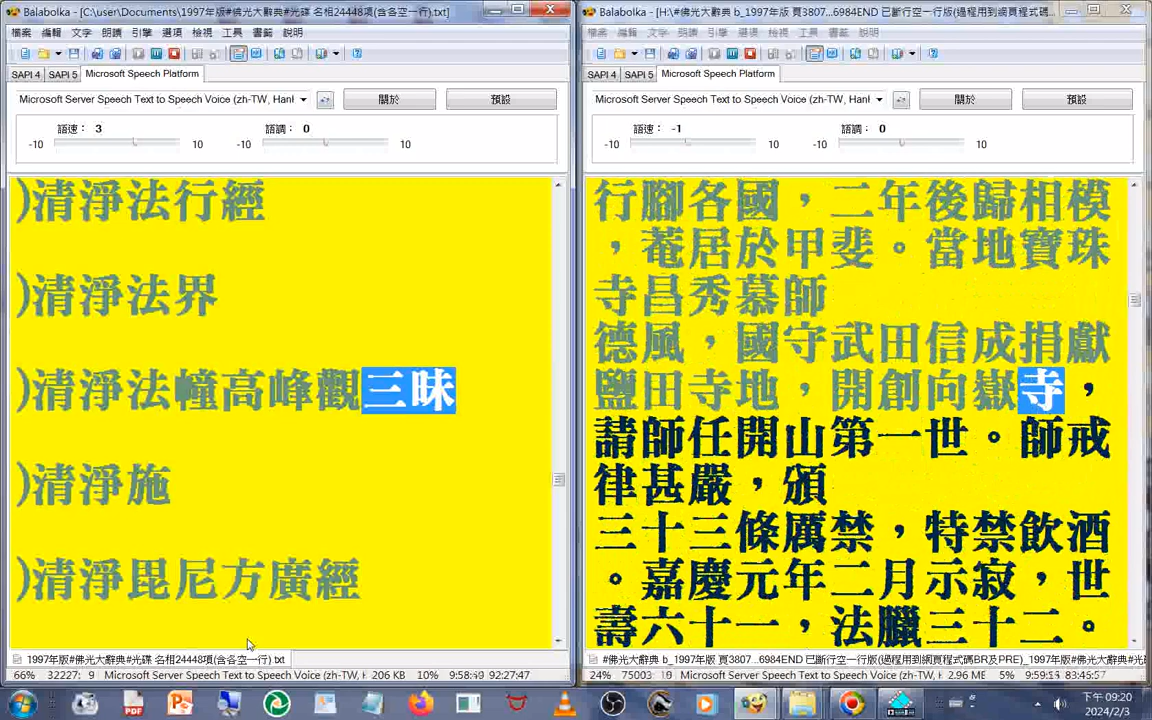 Balabolka - [C:\user\Documents\1997年版#佛光大辭典#光碟 名相24448項(含各空一行).txt]
檔案 編輯 文字 朗讀 引擎 選項 檢視 工具 書籤 說明
SAPI 4 SAPI 5 Microsoft Speech Platform
Microsoft Server Speech Text to Speech Voice (zh-TW, Hanl
關於 預設
語速： 3 語調： 0
-10 10 -10 10
)清淨法行經
)清淨法界
)清淨法幢高峰觀三昧
)清淨施
)清淨毘尼方廣經
1997年版#佛光大辭典#光碟 名相24448項(含各空一行).txt
66% 32227: 9 Microsoft Server Speech Text to Speech Voice (zh-TW, H 206 KB 10% 9:58:49 92:27:47
Balabolka - [H:\#佛光大辭典 b_1997年版 頁3807...6984END 已斷行空一行版(過程用到網頁程式碼...
檔案 編輯 文字 朗讀 引擎 選項 檢視 工具 書籤 說明
SAPI 4 SAPI 5 Microsoft Speech Platform
Microsoft Server Speech Text to Speech Voice (zh-TW, Hanl
關於 預設
語速： -1 語調： 0
-10 10 -10 10
行腳各國，二年後歸相模
，菴居於甲斐。當地寶珠
寺昌秀慕師
德風，國守武田信成捐獻
鹽田寺地，開創向嶽寺，
請師任開山第一世。師戒
律甚嚴，頒
三十三條厲禁，特禁飲酒
。嘉慶元年二月示寂，世
壽六十一，法臘三十二。
#佛光大辭典 b_1997年版 頁3807...6984END 已斷行空一行版(過程用到網頁程式碼BR及PRE)_1997年版#光
24% 75003: Microsoft Server Speech Text to Speech Voice (zh-TW, H 2.96 MB 5% 83:45:57
下午 09:20
2024/2/3